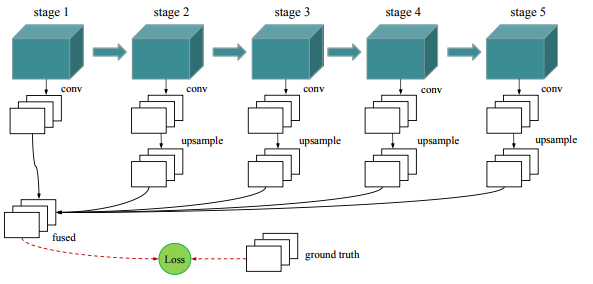 stage 1
stage 2
stage 3
stage 4
stage 5
conv
conv
conv
conv
conv
upsample
upsample
upsample
upsample
fused
Loss
ground truth